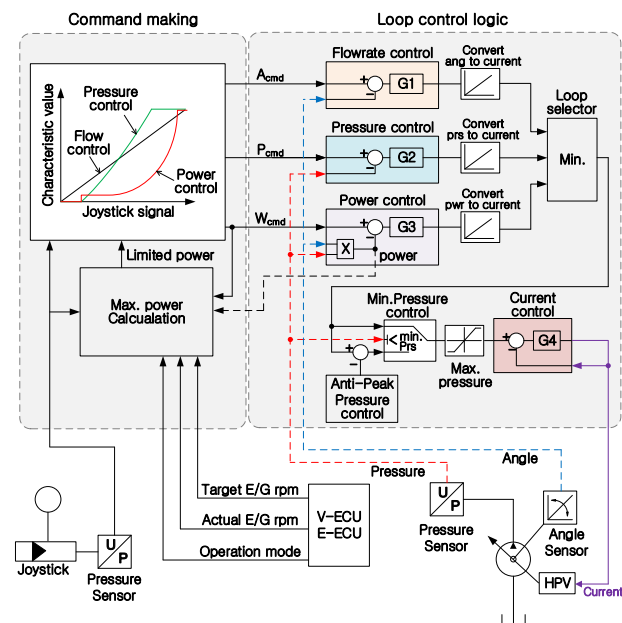 Command making
Loop control logic
Characteristic value
Pressure
control
Flow
control
Power
control
Joystick signal
Acmd
Pcmd
Wcmd
Limited power
Max. power
Calcualation
Flowrate control
+
−
G1
Convert
ang to current
Pressure control
+
−
G2
Convert
prs to current
Power control
+
−
G3
X
power
Convert
pwr to current
Loop
selector
Min.
Min.Pressure
control
min.
Prs
+
−
Anti-Peak
Pressure
control
Max.
pressure
Current
control
+
−
G4
Pressure
Angle
Target E/G rpm
Actual E/G rpm
Operation mode
V-ECU
E-ECU
U
P
Pressure
Sensor
Joystick
U
P
Pressure
Sensor
Angle
Sensor
HPV
Current